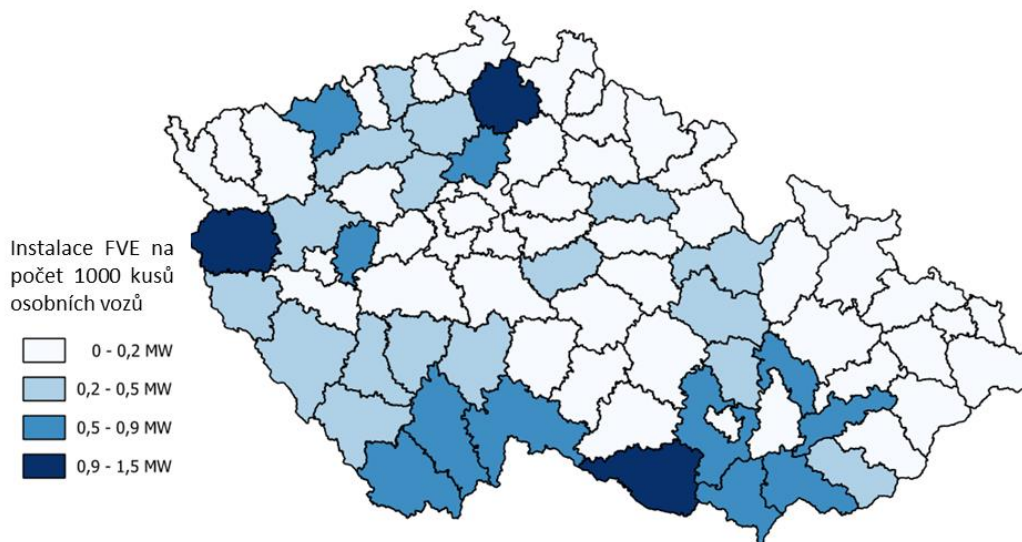 Instalace FVE na
počet 1000 kusů
osobních vozů
0 - 0,2 MW
0,2 - 0,5 MW
0,5 - 0,9 MW
0,9 - 1,5 MW